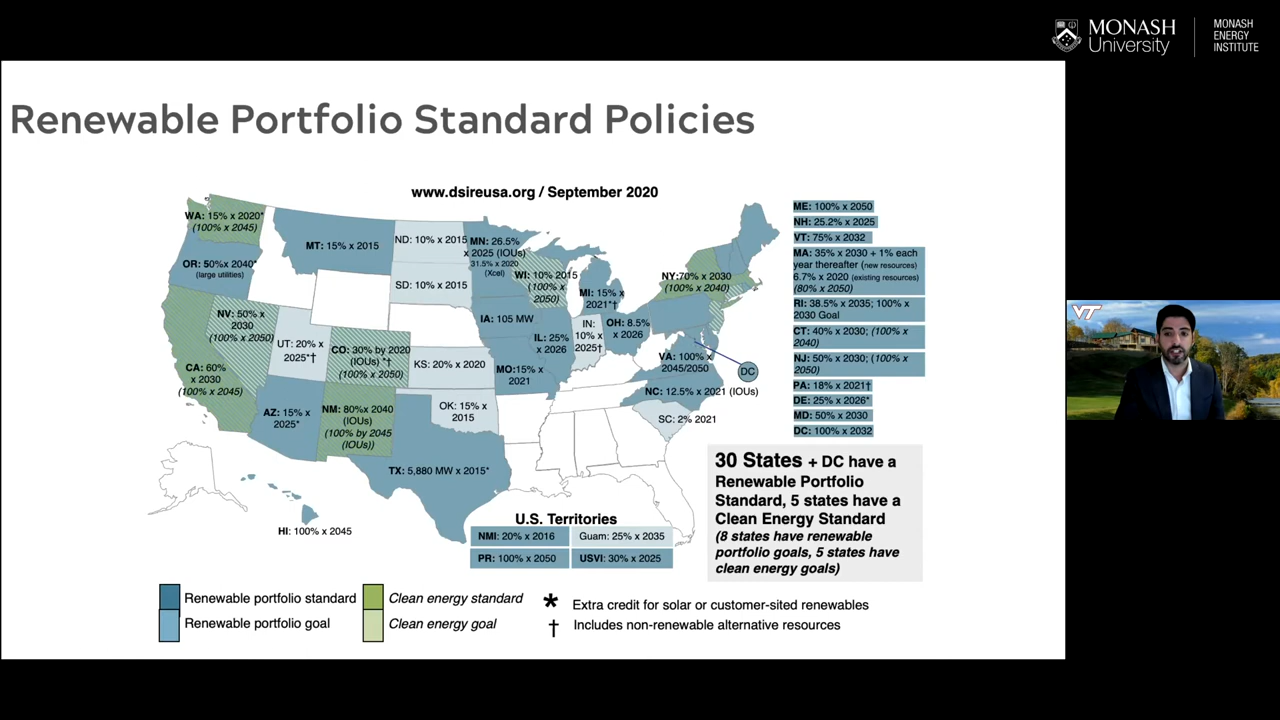 MONASH
University
MONASH
ENERGY
INSTITUTE
Renewable Portfolio Standard Policies
www.dsireusa.org / September 2020
WA: 15% x 2020*
(100% x 2045)
OR: 50%x 2040*
(large utilities)
CA: 60%
x 2030
(100% x 2045)
NV: 50% x
2030
(100% x 2050)
MT: 15% x 2015
UT: 20% x
2025*†
AZ: 15% x
2025*
CO: 30% by 2020
(IOUs) *†
(100% x 2050)
NM: 80%x 2040
(IOUs)
(100% by 2045
(IOUs))
ND: 10% x 2015
SD: 10% x 2015
KS: 20% x 2020
OK: 15% x
2015
TX: 5,880 MW x 2015*
MN: 26.5%
x 2025 (IOUs)
31.5% x 2020
(Xcel)
IA: 105 MW
MO:15% x
2021
WI: 10% 2015
(100% x
2050)
IL: 25%
x 2026
MI: 15% x
2021*†
IN:
10% x
2025†
OH: 8.5%
x 2026
NY:70% x 2030
(100% x 2040)
VA: 100% x
2045/2050
DC
NC: 12.5% x 2021 (IOUs)
SC: 2% 2021
HI: 100% x 2045
ME: 100% x 2050
NH: 25.2% x 2025
VT: 75% x 2032
MA: 35% x 2030 + 1% each
year thereafter (new resources)
6.7% x 2020 (existing resources)
(80% x 2050)
RI: 38.5% x 2035; 100% x
2030 Goal
CT: 40% x 2030; (100% x
2040)
NJ: 50% x 2030; (100% x
2050)
PA: 18% x 2021†
DE: 25% x 2026*
MD: 50% x 2030
DC: 100% x 2032
30 States + DC have a
Renewable Portfolio
Standard, 5 states have a
Clean Energy Standard
(8 states have renewable
portfolio goals, 5 states have
clean energy goals)
U.S. Territories
NMI: 20% x 2016
Guam: 25% x 2035
PR: 100% x 2050
USVI: 30% x 2025
Renewable portfolio standard
Clean energy standard
* Extra credit for solar or customer-sited renewables
Renewable portfolio goal
Clean energy goal
† Includes non-renewable alternative resources
VT